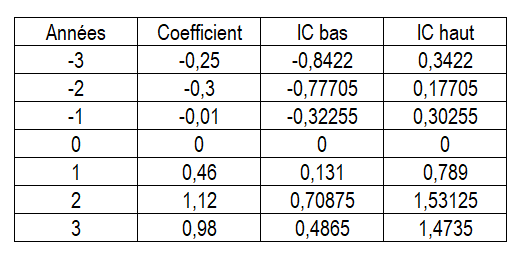 Années Coefficient IC bas IC haut
-3 -0,25 -0,8422 0,3422
-2 -0,3 -0,77705 0,17705
-1 -0,01 -0,32255 0,30255
0 0 0 0
1 0,46 0,131 0,789
2 1,12 0,70875 1,53125
3 0,98 0,4865 1,4735